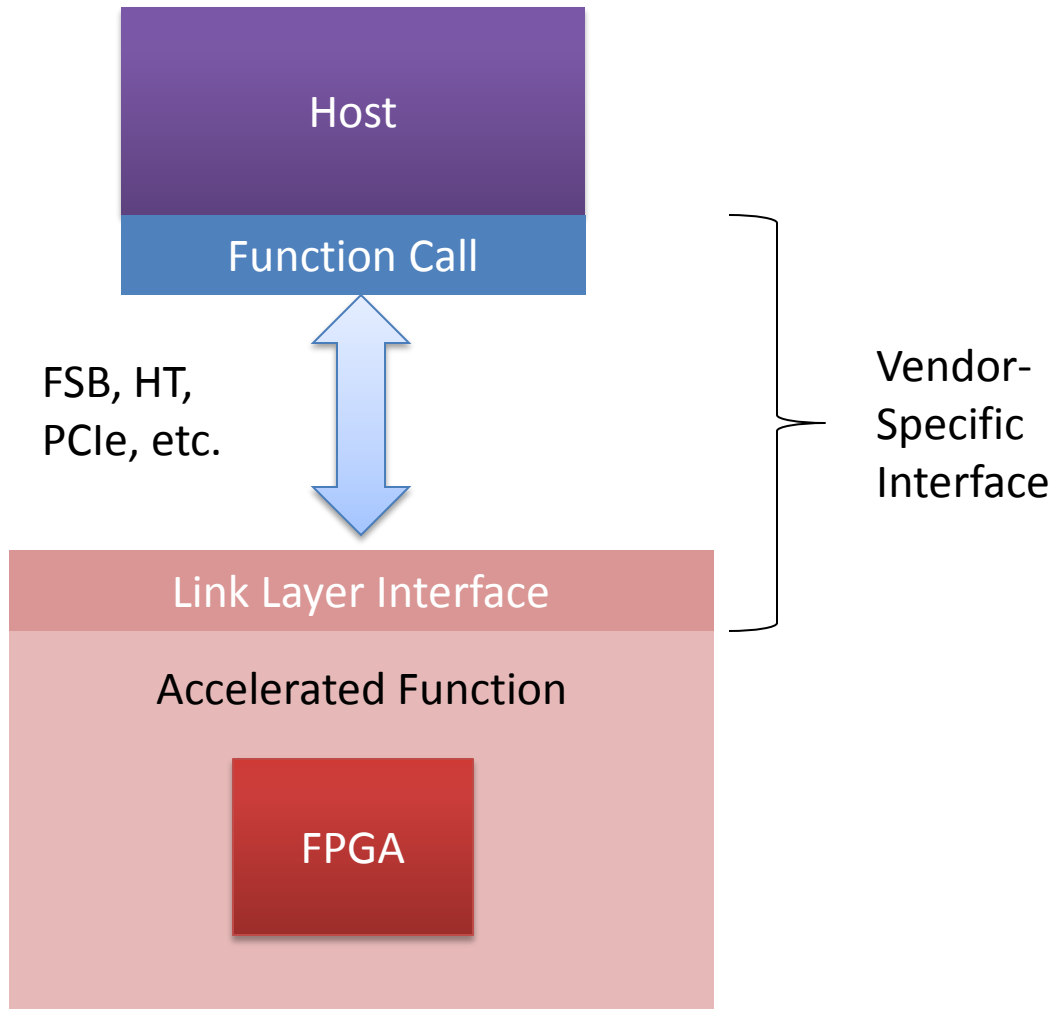 Host
Function Call
FSB, HT,
PCIe, etc.
Vendor-
Specific
Interface
Link Layer Interface
Accelerated Function
FPGA